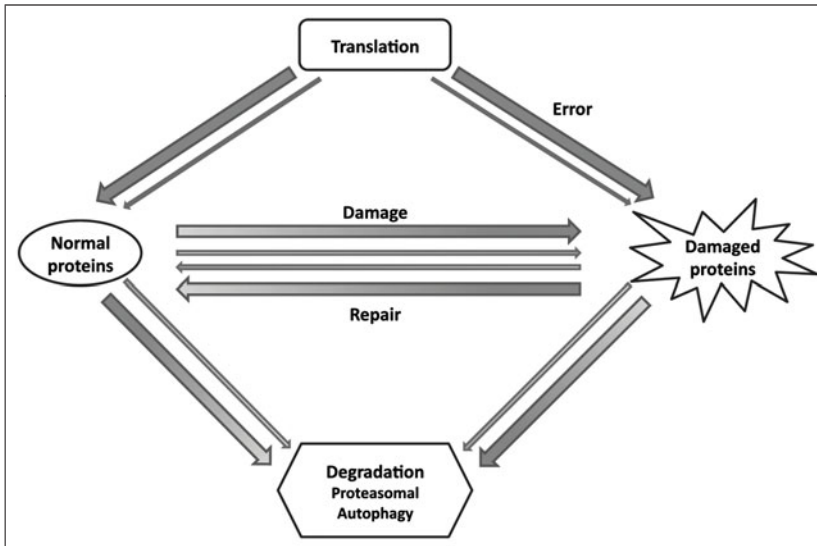 Translation
Error
Damage
Normal
proteins
Damaged
proteins
Repair
Degradation
Proteasomal
Autophagy